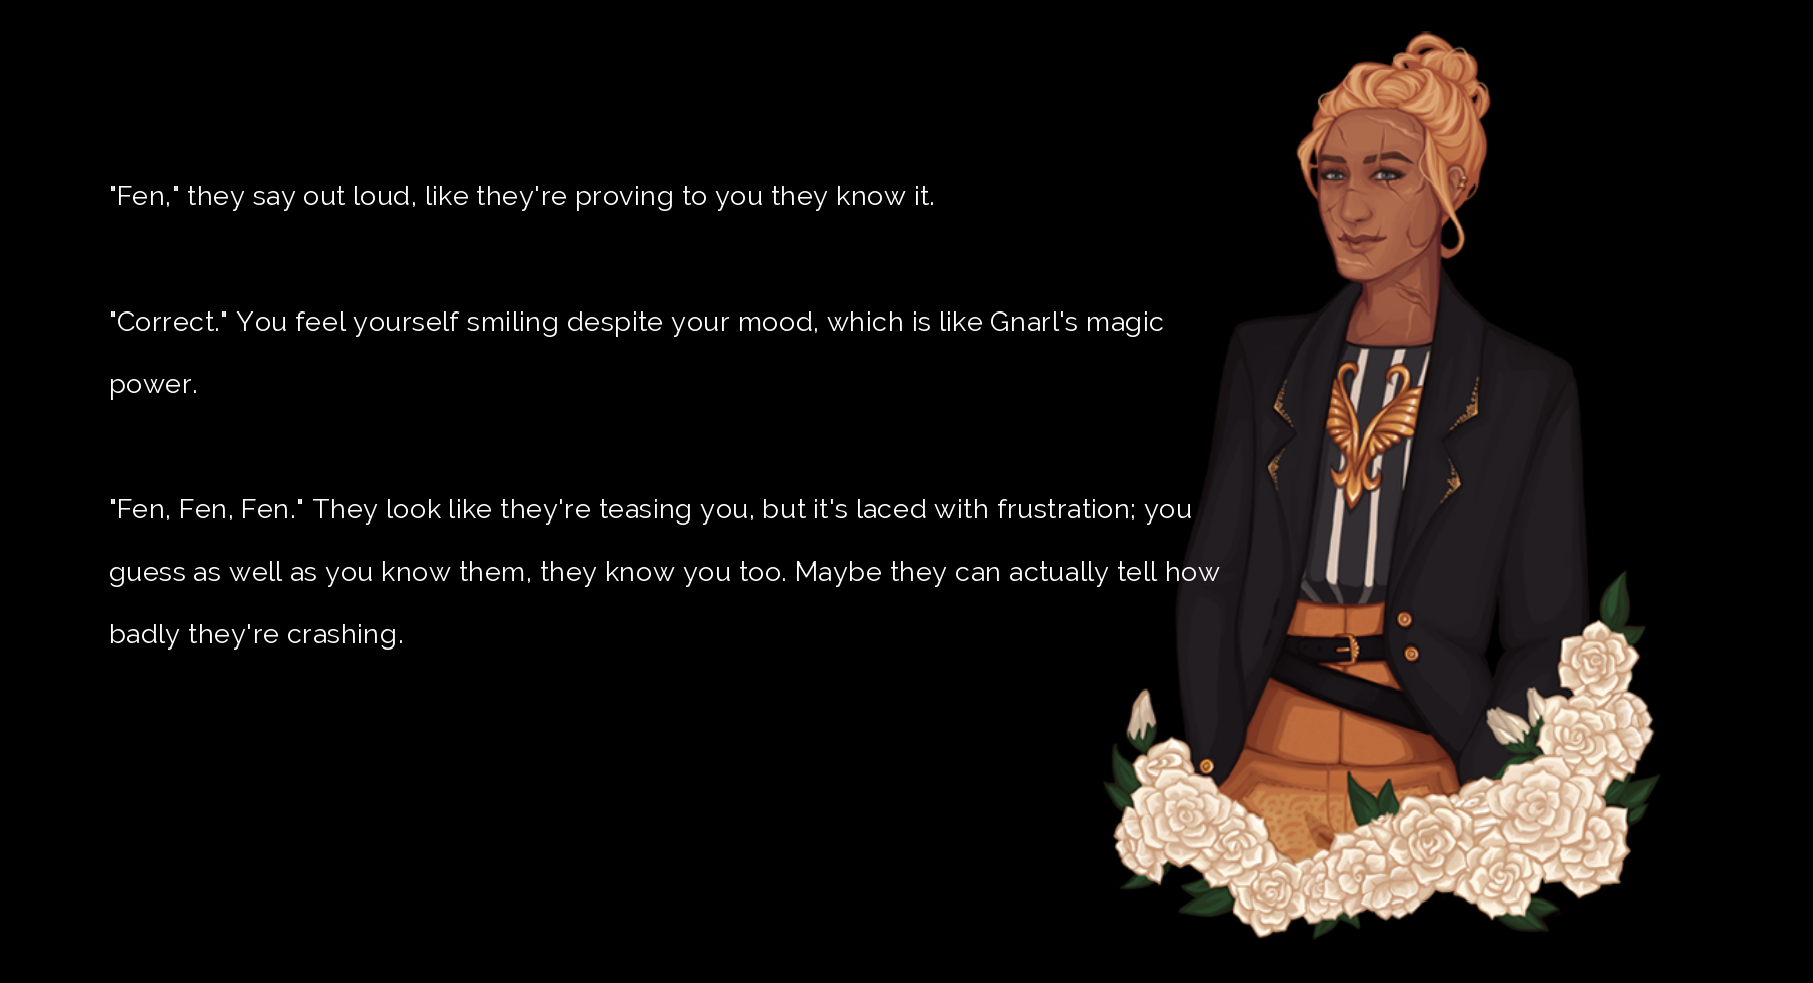 "Fen," they say out loud, like they're proving to you they know it.
"Correct." You feel yourself smiling despite your mood, which is like Gnarl's magic
power.
"Fen, Fen, Fen." They look like they're teasing you, but it's laced with frustration; you
guess as well as you know them, they know you too. Maybe they can actually tell how
badly they're crashing.